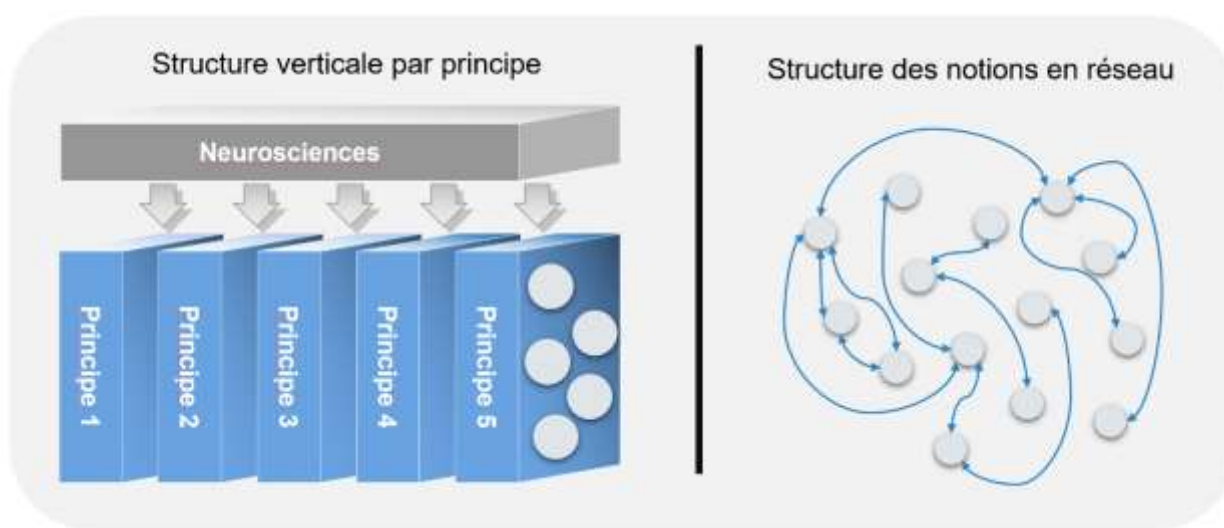 Structure verticale par principe
Neurosciences
Principe 1
Principe 2
Principe 3
Principe 4
Principe 5
Structure des notions en réseau